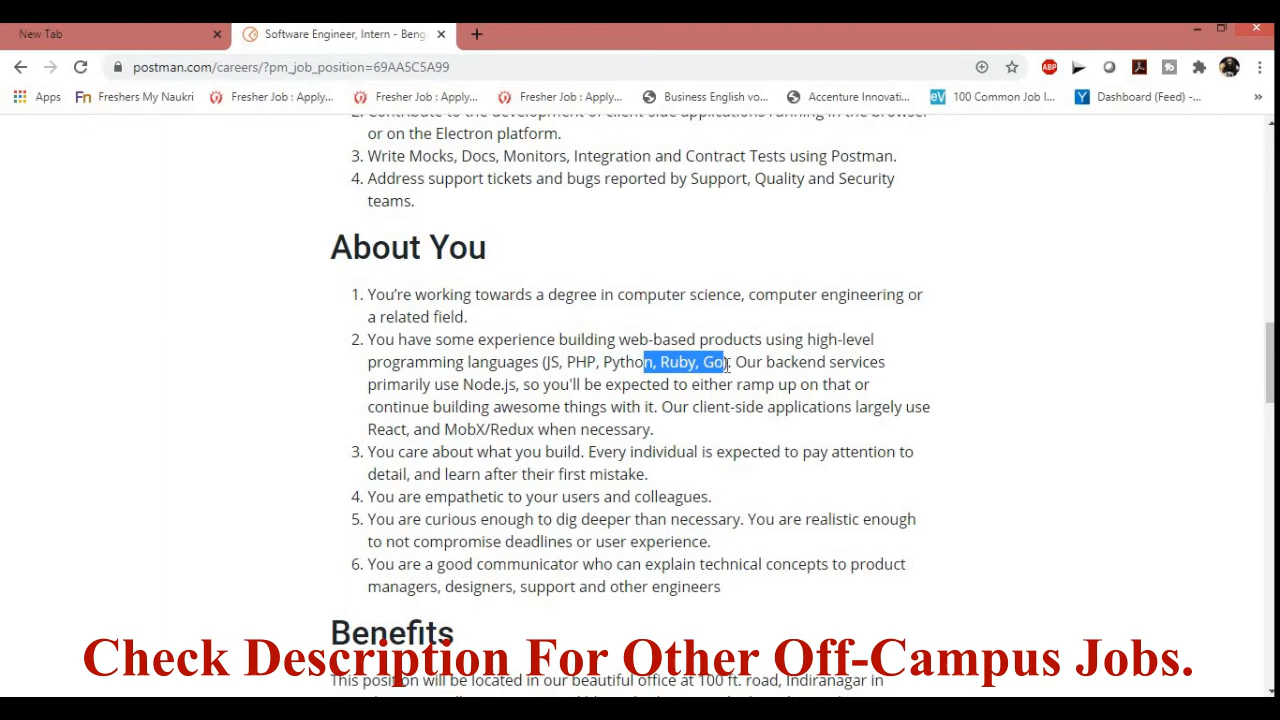 New Tab
Software Engineer, Intern - Beng
postman.com/careers/?pm_job_position=69AA5C5A99
ABP
Apps
Fn Freshers My Naukri
Fresher Job : Apply...
Fresher Job : Apply...
Fresher Job : Apply...
Business English vo...
Accenture Innovati...
eV 100 Common Job I...
Y Dashboard (Feed) -...
2. Contribute to the development of client-side applications running in the browser
or on the Electron platform.
3. Write Mocks, Docs, Monitors, Integration and Contract Tests using Postman.
4. Address support tickets and bugs reported by Support, Quality and Security
teams.
About You
1. You're working towards a degree in computer science, computer engineering or
a related field.
2. You have some experience building web-based products using high-level
programming languages (JS, PHP, Python, Ruby, Go). Our backend services
primarily use Node.js, so you'll be expected to either ramp up on that or
continue building awesome things with it. Our client-side applications largely use
React, and MobX/Redux when necessary.
3. You care about what you build. Every individual is expected to pay attention to
detail, and learn after their first mistake.
4. You are empathetic to your users and colleagues.
5. You are curious enough to dig deeper than necessary. You are realistic enough
to not compromise deadlines or user experience.
6. You are a good communicator who can explain technical concepts to product
managers, designers, support and other engineers
Benefits
Check Description For Other Off-Campus Jobs.
This position will be located in our beautiful office at 100 ft. road, Indiranagar in